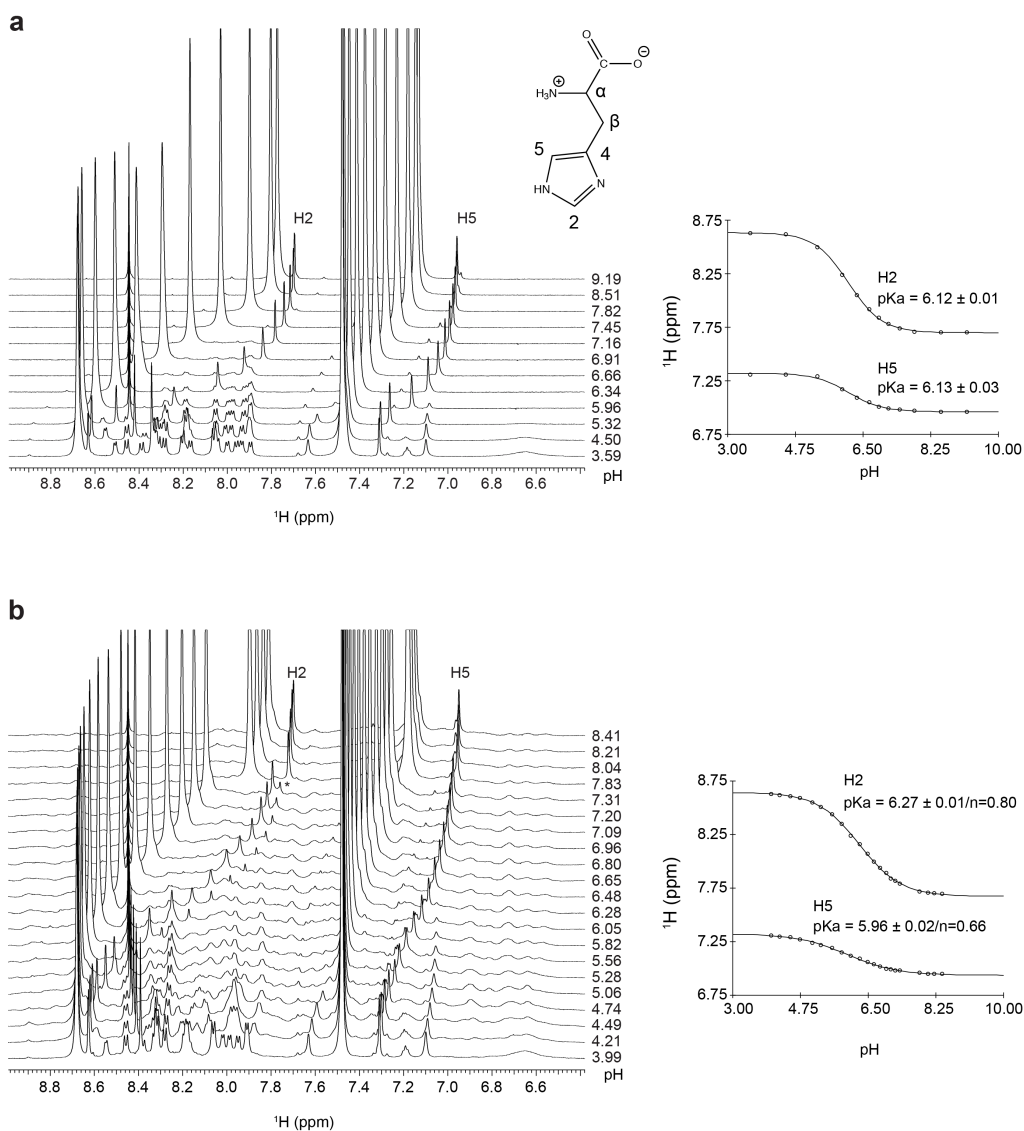 a
O
C
O
⊖
⊕
H₃N
α
β
5
4
HN
N
2
H2
H5
9.19
8.51
7.82
7.45
7.16
6.91
6.66
6.34
5.96
5.32
4.50
3.59
pH
8.8 8.6 8.4 8.2 8.0 7.8 7.6 7.4 7.2 7.0 6.8 6.6
¹H (ppm)
8.75
8.25
7.75
7.25
6.75
¹H (ppm)
H2
pKa = 6.12 ± 0.01
H5
pKa = 6.13 ± 0.03
3.00 4.75 6.50 8.25 10.00
pH
b
H2
H5
*
8.41
8.21
8.04
7.83
7.31
7.20
7.09
6.96
6.80
6.65
6.48
6.28
6.05
5.82
5.56
5.28
5.06
4.74
4.49
4.21
3.99
pH
8.8 8.6 8.4 8.2 8.0 7.8 7.6 7.4 7.2 7.0 6.8 6.6
¹H (ppm)
8.75
8.25
7.75
7.25
6.75
¹H (ppm)
H2
pKa = 6.27 ± 0.01/n=0.80
H5
pKa = 5.96 ± 0.02/n=0.66
3.00 4.75 6.50 8.25 10.00
pH